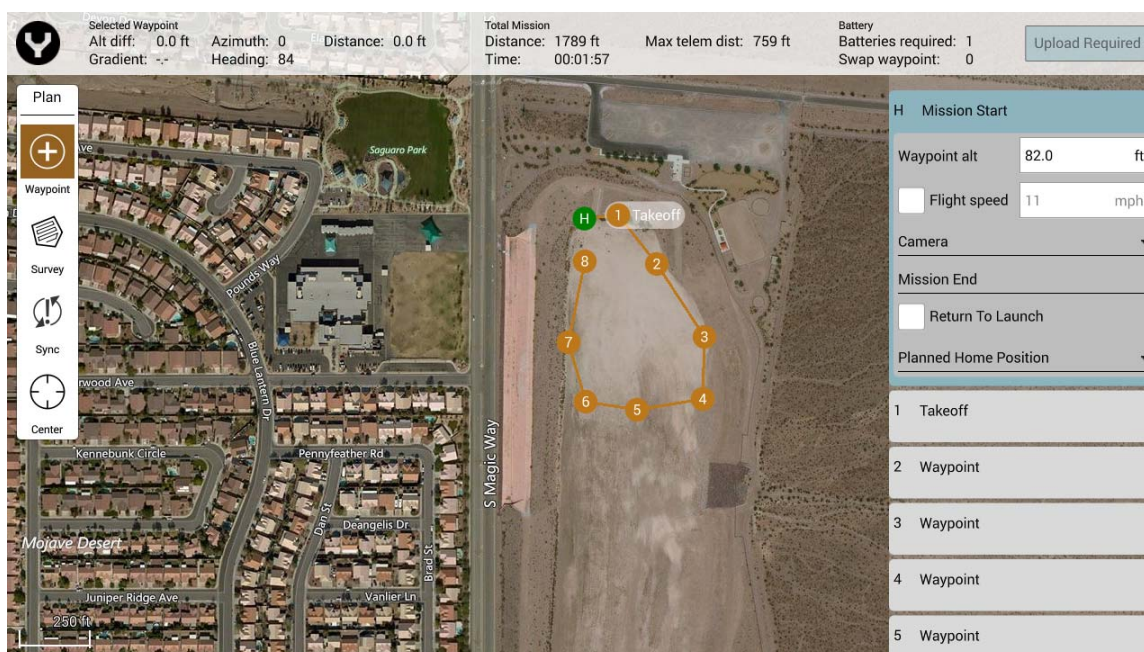 Selected Waypoint
Alt diff: 0.0 ft Azimuth: 0 Distance: 0.0 ft
Gradient: -.- Heading: 84
Total Mission
Distance: 1789 ft Max telem dist: 759 ft
Time: 00:01:57
Battery
Batteries required: 1
Swap waypoint: 0
Upload Required
Plan
Waypoint
Survey
Sync
Center
Ave
Saguaro Park
Pounds Way
Blue Lantern Dr
rwood Ave
Kennebunk Circle
Pennyfeather Rd
Dan St
Deangelis Dr
Brad St
Mojave Desert
Juniper Ridge Ave
Vanlier Ln
250 ft
S Magic Way
H
1 Takeoff
2
3
4
5
6
7
8
H Mission Start
Waypoint alt 82.0 ft
Flight speed 11 mph
Camera
Mission End
Return To Launch
Planned Home Position
1 Takeoff
2 Waypoint
3 Waypoint
4 Waypoint
5 Waypoint